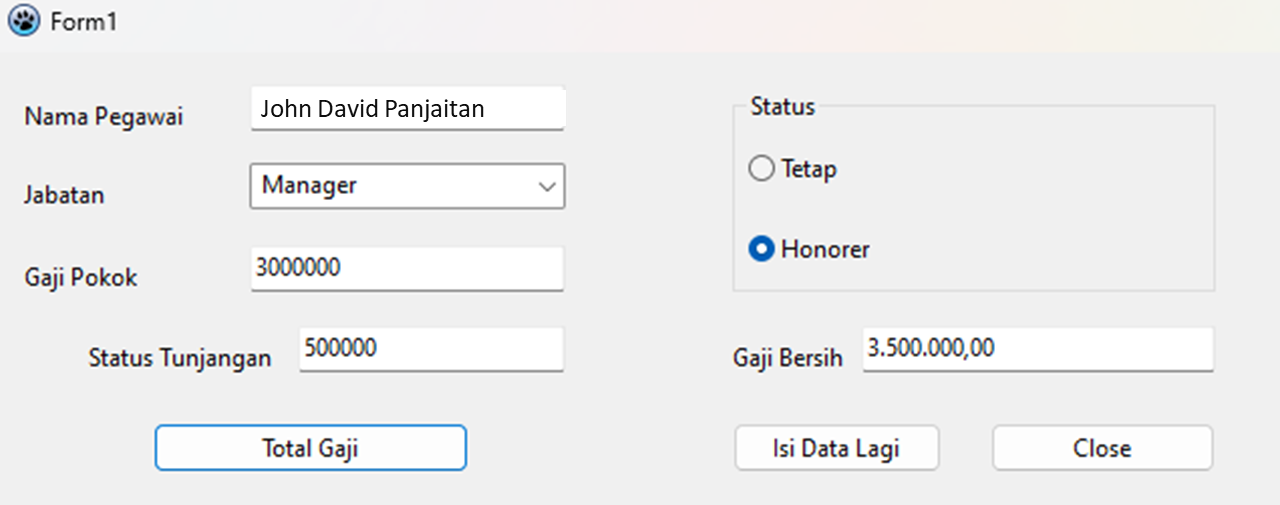 Form1
Nama Pegawai John David Panjaitan
Jabatan Manager
Gaji Pokok 3000000
Status Tunjangan 500000
Status
Tetap
Honorer
Gaji Bersih 3.500.000,00
Total Gaji
Isi Data Lagi
Close